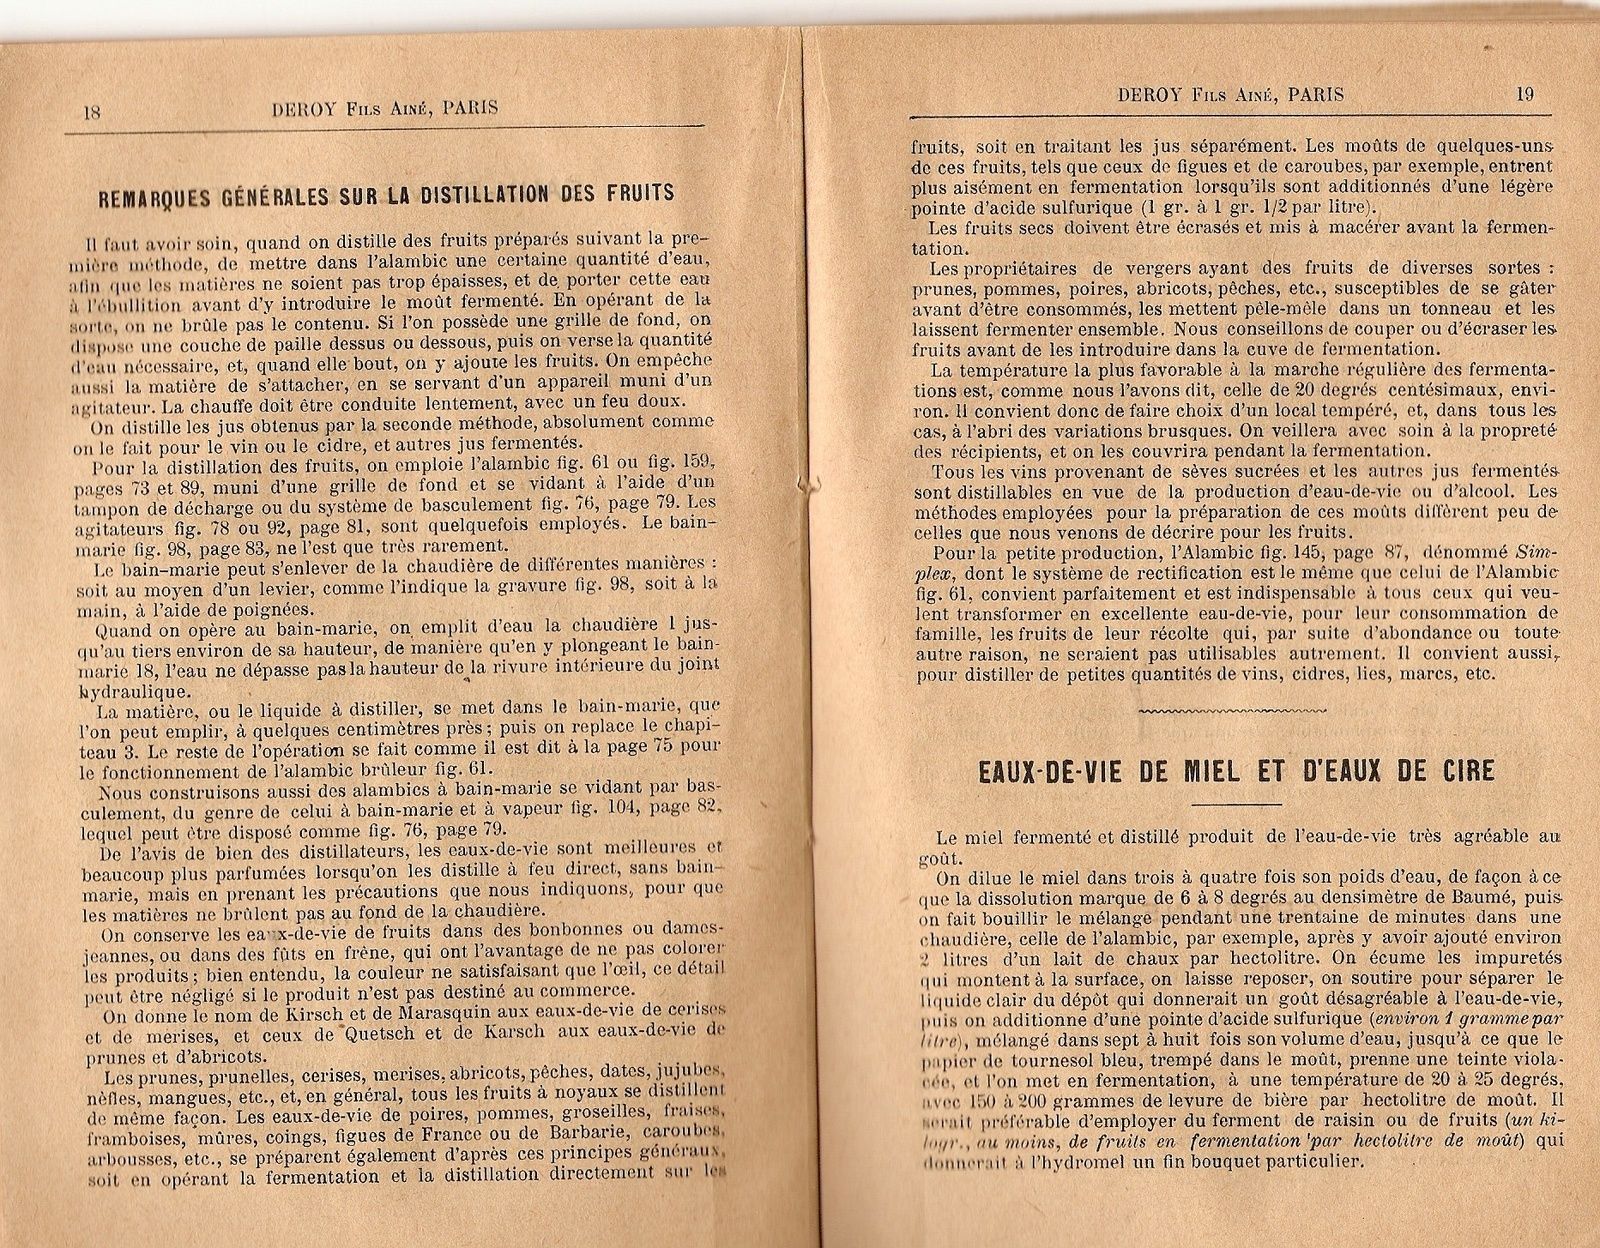 18 DEROY Fils Ainé, PARIS
REMARQUES GÉNÉRALES SUR LA DISTILLATION DES FRUITS
Il faut avoir soin, quand on distille des fruits préparés suivant la pre-
mière méthode, de mettre dans l'alambic une certaine quantité d'eau,
afin que les matières ne soient pas trop épaisses, et de porter cette eau
à l'ébullition avant d'y introduire le moût fermenté. En opérant de la
sorte, on ne brûle pas le contenu. Si l'on possède une grille de fond, on
dispose une couche de paille dessus ou dessous, puis on verse la quantité
d'eau nécessaire, et, quand elle bout, on y ajoute les fruits. On empêche
aussi la matière de s'attacher, en se servant d'un appareil muni d'un
agitateur. La chauffe doit être conduite lentement, avec un feu doux.
On distille les jus obtenus par la seconde méthode, absolument comme
on le fait pour le vin ou le cidre, et autres jus fermentés.
Pour la distillation des fruits, on emploie l'alambic fig. 61 ou fig. 159,
pages 73 et 89, muni d'une grille de fond et se vidant à l'aide d'un
tampon de décharge ou du système de basculement fig. 76, page 79. Les
agitateurs fig. 78 ou 92, page 81, sont quelquefois employés. Le bain-
marie fig. 98, page 83, ne l'est que très rarement.
Le bain-marie peut s'enlever de la chaudière de différentes manières :
soit au moyen d'un levier, comme l'indique la gravure fig. 98, soit à la
main, à l'aide de poignées.
Quand on opère au bain-marie, on emplit d'eau la chaudière 1 jus-
qu'au tiers environ de sa hauteur, de manière qu'en y plongeant le bain-
marie 18, l'eau ne dépasse pas la hauteur de la rivure intérieure du joint
hydraulique.
La matière, ou le liquide à distiller, se met dans le bain-marie, que
l'on peut emplir, à quelques centimètres près ; puis on replace le chapi-
teau 3. Le reste de l'opération se fait comme il est dit à la page 75 pour
le fonctionnement de l'alambic brûleur fig. 61.
Nous construisons aussi des alambics à bain-marie se vidant par bas-
culement, du genre de celui à bain-marie et à vapeur fig. 104, page 82,
lequel peut être disposé comme fig. 76, page 79.
De l'avis de bien des distillateurs, les eaux-de-vie sont meilleures et
beaucoup plus parfumées lorsqu'on les distille à feu direct, sans bain-
marie, mais en prenant les précautions que nous indiquons, pour que
les matières ne brûlent pas au fond de la chaudière.
On conserve les eaux-de-vie de fruits dans des bonbonnes ou dames-
jeannes, ou dans des fûts en frêne, qui ont l'avantage de ne pas colorer
les produits ; bien entendu, la couleur ne satisfaisant que l'œil, ce détail
peut être négligé si le produit n'est pas destiné au commerce.
On donne le nom de Kirsch et de Marasquin aux eaux-de-vie de cerises
et de merises, et ceux de Quetsch et de Karsch aux eaux-de-vie de
prunes et d'abricots.
Les prunes, prunelles, cerises, merises, abricots, pêches, dates, jujubes,
nèfles, mangues, etc., et, en général, tous les fruits à noyaux se distillent
de même façon. Les eaux-de-vie de poires, pommes, groseilles, fraises,
framboises, mûres, coings, figues de France ou de Barbarie, caroubes,
arbousses, etc., se préparent également d'après ces principes généraux,
soit en opérant la fermentation et la distillation directement sur les
DEROY Fils Ainé, PARIS 19
fruits, soit en traitant les jus séparément. Les moûts de quelques-uns
de ces fruits, tels que ceux de figues et de caroubes, par exemple, entrent
plus aisément en fermentation lorsqu'ils sont additionnés d'une légère
pointe d'acide sulfurique (1 gr. à 1 gr. 1/2 par litre).
Les fruits secs doivent être écrasés et mis à macérer avant la fermen-
tation.
Les propriétaires de vergers ayant des fruits de diverses sortes :
prunes, pommes, poires, abricots, pêches, etc., susceptibles de se gâter
avant d'être consommés, les mettent pêle-mêle dans un tonneau et les
laissent fermenter ensemble. Nous conseillons de couper ou d'écraser les
fruits avant de les introduire dans la cuve de fermentation.
La température la plus favorable à la marche régulière des fermenta-
tions est, comme nous l'avons dit, celle de 20 degrés centésimaux, envi-
ron. Il convient donc de faire choix d'un local tempéré, et, dans tous les
cas, à l'abri des variations brusques. On veillera avec soin à la propreté
des récipients, et on les couvrira pendant la fermentation.
Tous les vins provenant de sèves sucrées et les autres jus fermentés
sont distillables en vue de la production d'eau-de-vie ou d'alcool. Les
méthodes employées pour la préparation de ces moûts diffèrent peu de
celles que nous venons de décrire pour les fruits.
Pour la petite production, l'Alambic fig. 145, page 87, dénommé Sim-
plex, dont le système de rectification est le même que celui de l'Alambic
fig. 61, convient parfaitement et est indispensable à tous ceux qui veu-
lent transformer en excellente eau-de-vie, pour leur consommation de
famille, les fruits de leur récolte qui, par suite d'abondance ou toute
autre raison, ne seraient pas utilisables autrement. Il convient aussi,
pour distiller de petites quantités de vins, cidres, lies, marcs, etc.
EAUX-DE-VIE DE MIEL ET D'EAUX DE CIRE
Le miel fermenté et distillé produit de l'eau-de-vie très agréable au
goût.
On dilue le miel dans trois à quatre fois son poids d'eau, de façon à ce
que la dissolution marque de 6 à 8 degrés au densimètre de Baumé, puis
on fait bouillir le mélange pendant une trentaine de minutes dans une
chaudière, celle de l'alambic, par exemple, après y avoir ajouté environ
2 litres d'un lait de chaux par hectolitre. On écume les impuretés
qui montent à la surface, on laisse reposer, on soutire pour séparer le
liquide clair du dépôt qui donnerait un goût désagréable à l'eau-de-vie,
puis on additionne d'une pointe d'acide sulfurique (environ 1 gramme par
litre), mélangé dans sept à huit fois son volume d'eau, jusqu'à ce que le
papier de tournesol bleu, trempé dans le moût, prenne une teinte viola-
cée, et l'on met en fermentation, à une température de 20 à 25 degrés,
avec 150 à 200 grammes de levure de bière par hectolitre de moût. Il
serait préférable d'employer du ferment de raisin ou de fruits (un ki-
logr., au moins, de fruits en fermentation par hectolitre de moût) qui
donnerait à l'hydromel un fin bouquet particulier.